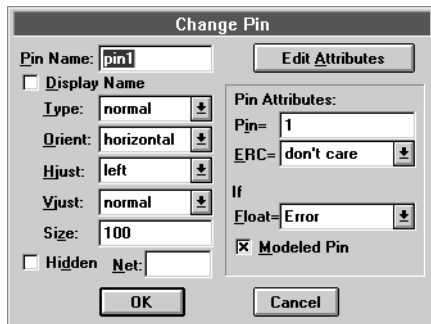 Change Pin
Pin Name: pin1
Edit Attributes
Display Name
Type: normal
Orient: horizontal
Hjust: left
Vjust: normal
Size: 100
Hidden Net:
Pin Attributes:
Pin= 1
ERC= don't care
If
Float= Error
Modeled Pin
OK
Cancel